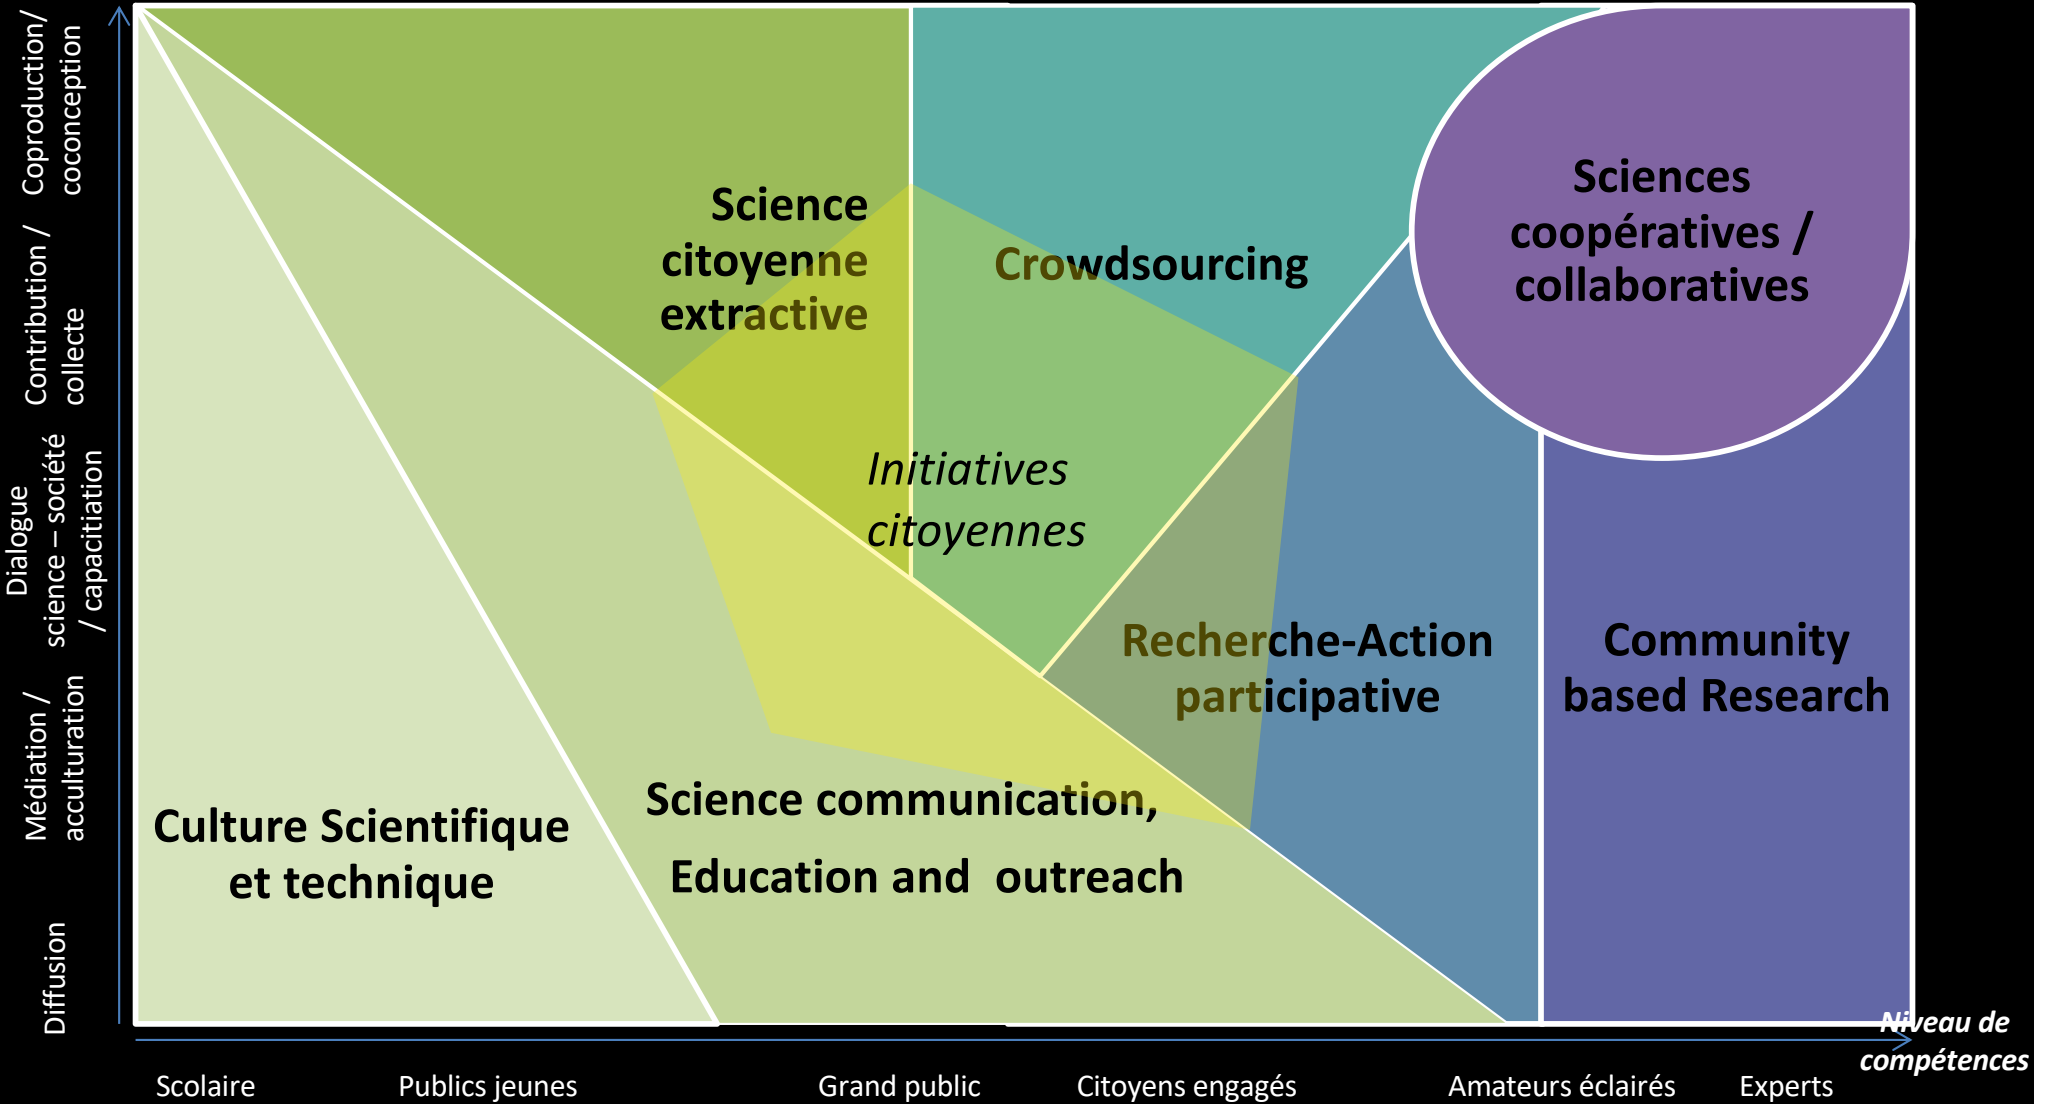 Coproduction/
coconception
Contribution /
collecte
Dialogue
science – société
/ capacitiation
Médiation /
acculturation
Diffusion
Science
citoyenne
extractive
Crowdsourcing
Sciences
coopératives /
collaboratives
Initiatives
citoyennes
Recherche-Action
participative
Community
based Research
Culture Scientifique
et technique
Science communication,
Education and outreach
Niveau de
compétences
Scolaire
Publics jeunes
Grand public
Citoyens engagés
Amateurs éclairés
Experts